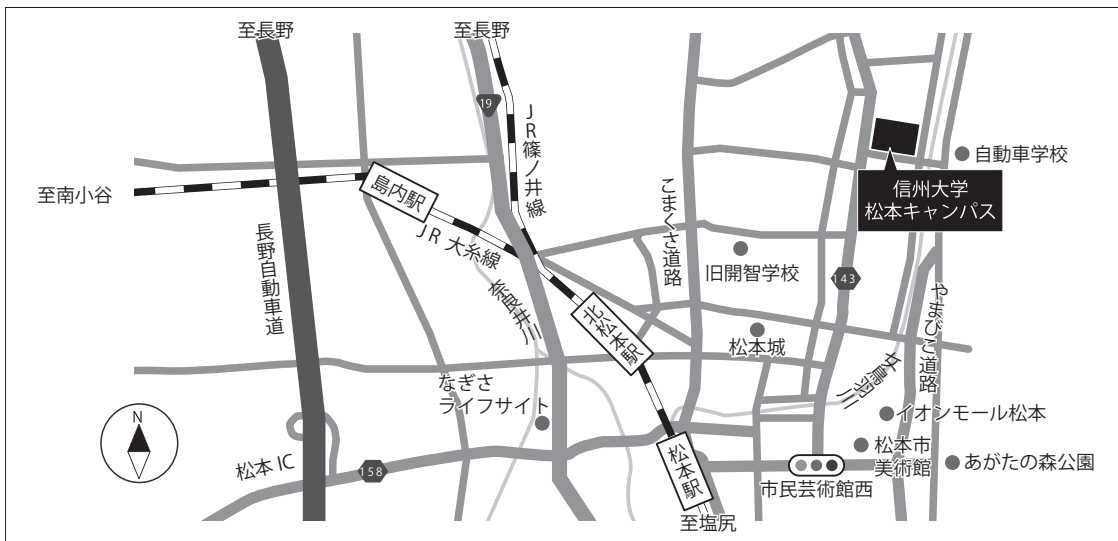 至長野
至長野
19
JR篠ノ井線
自動車学校
信州大学
松本キャンパス
至南小谷
島内駅
こまくさ道路
長野自動車道
JR大糸線
旧開智学校
143
奈良井川
やまびこ道路
北松本駅
松本城
女鳥羽川
なぎさ
ライフサイト
イオンモール松本
N
松本市
美術館
松本IC
158
松本駅
あがたの森公園
市民芸術館西
至塩尻